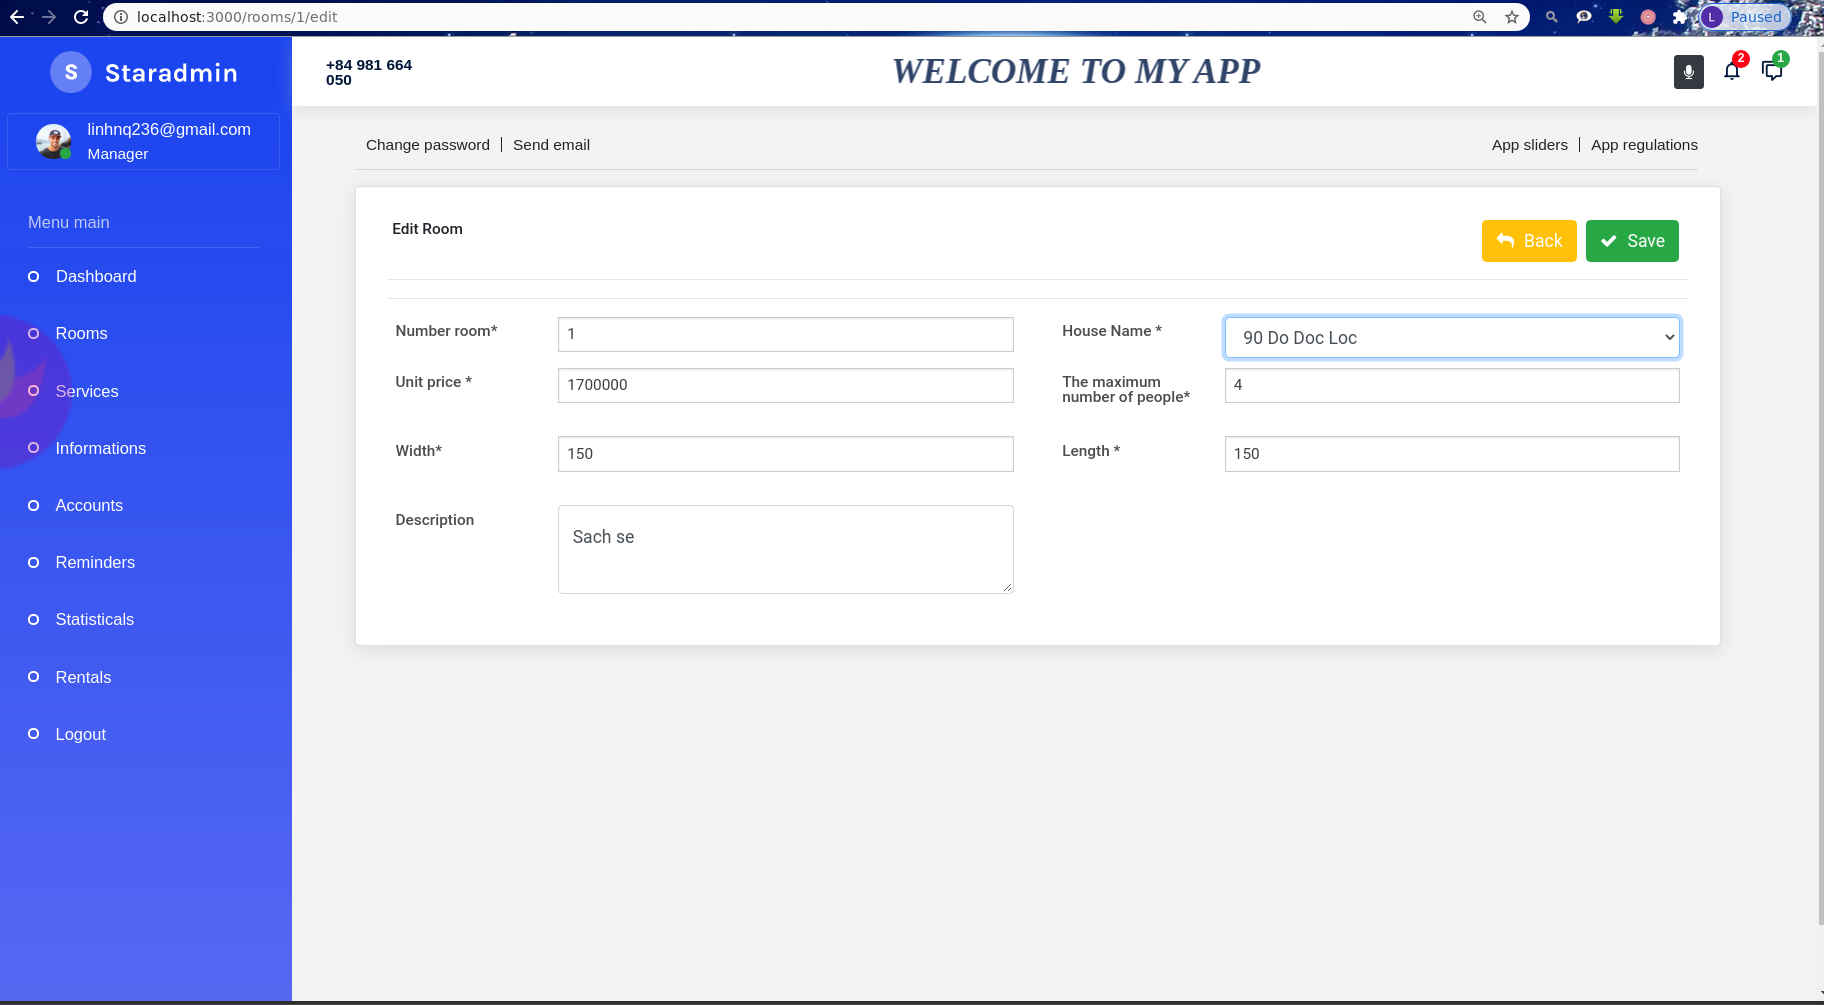 localhost:3000/rooms/1/edit
L Paused
S Staradmin
+84 981 664
050
WELCOME TO MY APP
2
1
linhnq236@gmail.com
Manager
Change password
Send email
App sliders
App regulations
Menu main
Dashboard
Rooms
Services
Informations
Accounts
Reminders
Statisticals
Rentals
Logout
Edit Room
Back
Save
Number room*
1
House Name *
90 Do Doc Loc
Unit price *
1700000
The maximum
number of people*
4
Width*
150
Length *
150
Description
Sach se